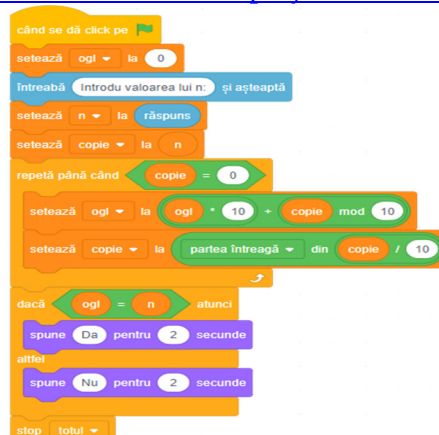 când se dă click pe
setează ogl la 0
întreabă Introdu valoarea lui n: și așteaptă
setează n la răspuns
setează copie la n
repetă până când copie = 0
setează ogl la ogl * 10 + copie mod 10
setează copie la partea întreagă din copie / 10
dacă ogl = n atunci
spune Da pentru 2 secunde
altfel
spune Nu pentru 2 secunde
stop totul